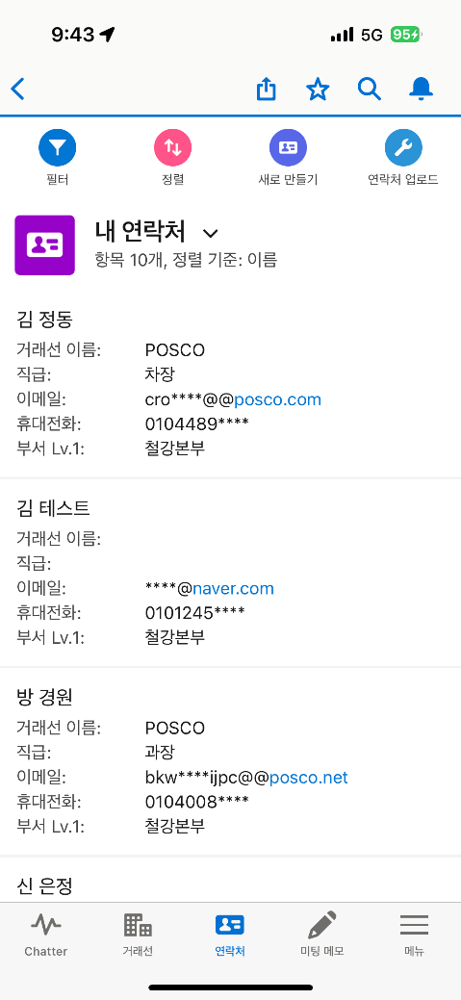 9:43 5G 95
필터 정렬 새로 만들기 연락처 업로드
내 연락처
항목 10개, 정렬 기준: 이름
김 정동
거래선 이름: POSCO
직급: 차장
이메일: cro****@@posco.com
휴대전화: 0104489****
부서 Lv.1: 철강본부
김 테스트
거래선 이름:
직급:
이메일: ****@naver.com
휴대전화: 0101245****
부서 Lv.1: 철강본부
방 경원
거래선 이름: POSCO
직급: 과장
이메일: bkw****ijpc@@posco.net
휴대전화: 0104008****
부서 Lv.1: 철강본부
신 은정
Chatter 거래선 연락처 미팅 메모 메뉴